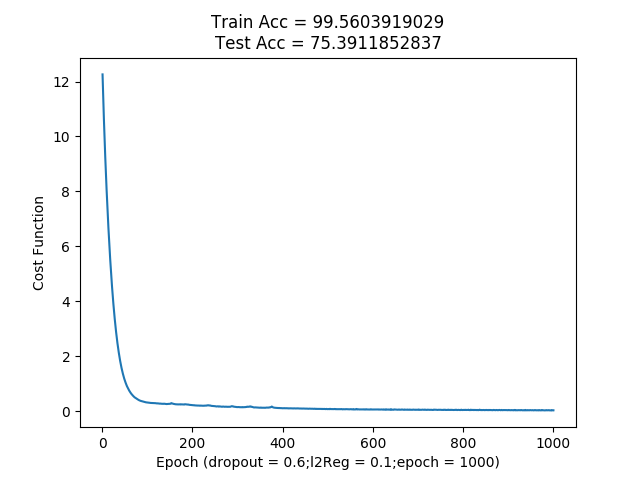 Train Acc = 99.5603919029
Test Acc = 75.3911852837
Cost Function
12
10
8
6
4
2
0
0 200 400 600 800 1000
Epoch (dropout = 0.6;l2Reg = 0.1;epoch = 1000)